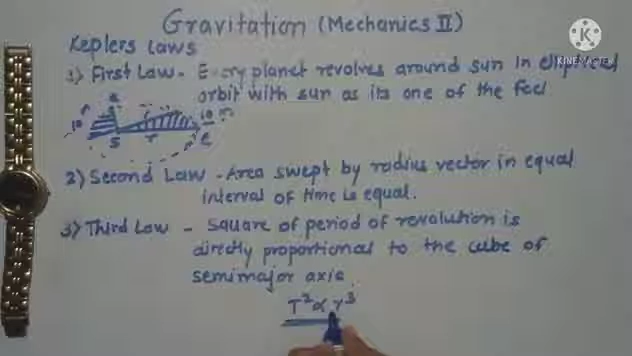 Gravitation (Mechanics II)
Keplers Laws
KINEMASTER
1) First Law - Every planet revolves around sun in elliptical
orbit with sun as its one of the foci
S r
2) Second Law - Area swept by radius vector in equal
interval of time is equal.
3) Third Law - Square of period of revolution is
directly proportional to the cube of
semimajor axis.
T² ∝ r³